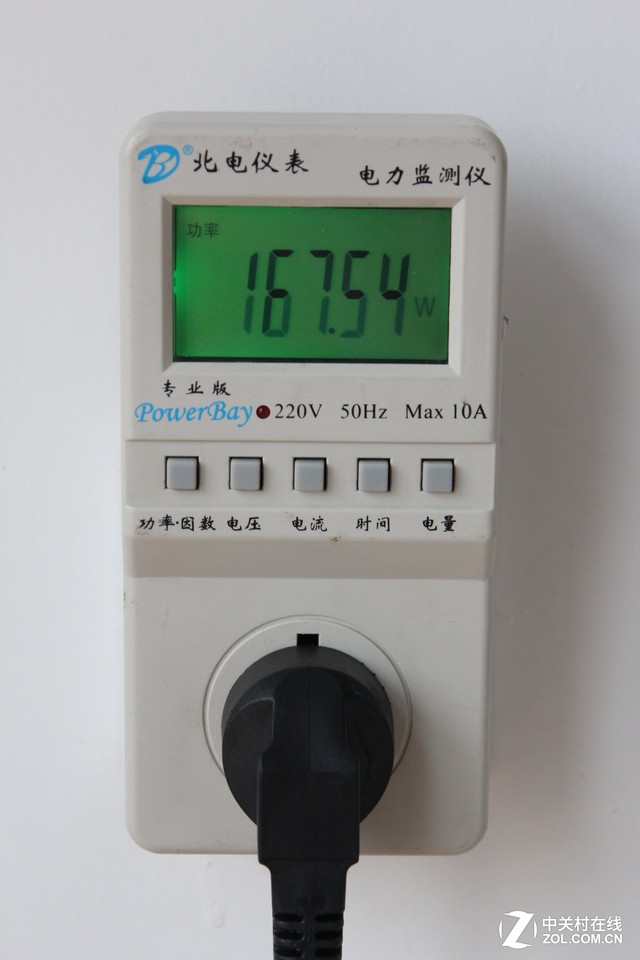 ® 北电仪表
电力监测仪
功率
167.54 W
专业版
PowerBay 220V 50Hz Max 10A
功率·因数 电压 电流 时间 电量
中关村在线
ZOL.COM.CN